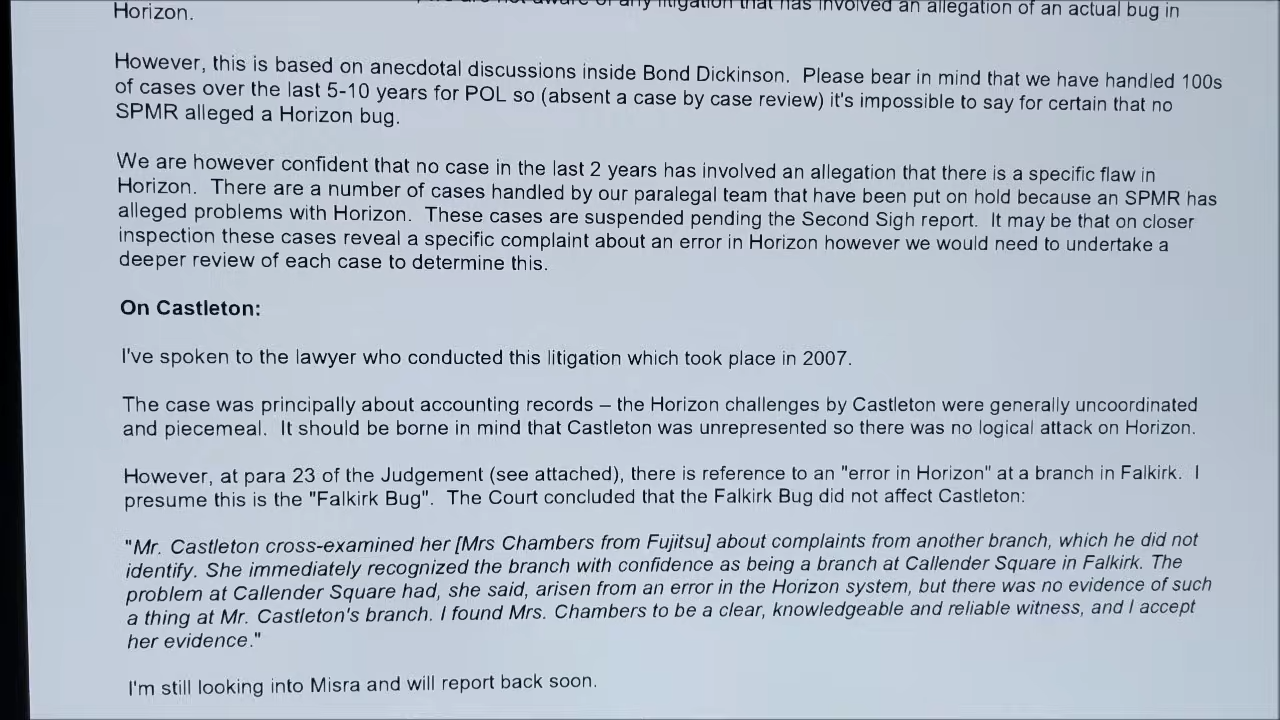 litigation that has involved an allegation of an actual bug in
Horizon.
However, this is based on anecdotal discussions inside Bond Dickinson. Please bear in mind that we have handled 100s
of cases over the last 5-10 years for POL so (absent a case by case review) it's impossible to say for certain that no
SPMR alleged a Horizon bug.
We are however confident that no case in the last 2 years has involved an allegation that there is a specific flaw in
Horizon. There are a number of cases handled by our paralegal team that have been put on hold because an SPMR has
alleged problems with Horizon. These cases are suspended pending the Second Sigh report. It may be that on closer
inspection these cases reveal a specific complaint about an error in Horizon however we would need to undertake a
deeper review of each case to determine this.
On Castleton:
I've spoken to the lawyer who conducted this litigation which took place in 2007.
The case was principally about accounting records – the Horizon challenges by Castleton were generally uncoordinated
and piecemeal. It should be borne in mind that Castleton was unrepresented so there was no logical attack on Horizon.
However, at para 23 of the Judgement (see attached), there is reference to an "error in Horizon" at a branch in Falkirk. I
presume this is the "Falkirk Bug". The Court concluded that the Falkirk Bug did not affect Castleton:
"Mr. Castleton cross-examined her [Mrs Chambers from Fujitsu] about complaints from another branch, which he did not
identify. She immediately recognized the branch with confidence as being a branch at Callender Square in Falkirk. The
problem at Callender Square had, she said, arisen from an error in the Horizon system, but there was no evidence of such
a thing at Mr. Castleton's branch. I found Mrs. Chambers to be a clear, knowledgeable and reliable witness, and I accept
her evidence."
I'm still looking into Misra and will report back soon.